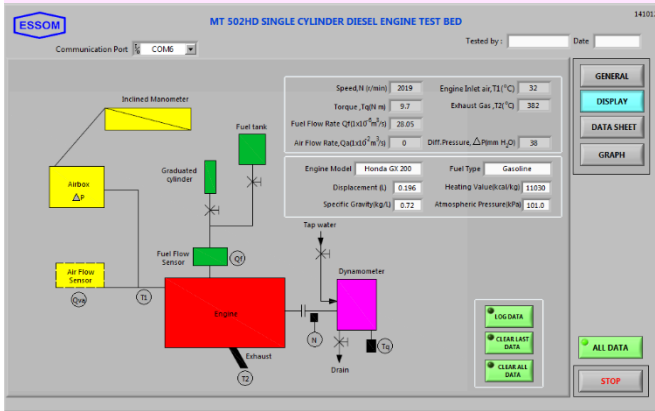 ESSOM
MT 502HD SINGLE CYLINDER DIESEL ENGINE TEST BED
Communication Port COM6
Tested by :
Date
Speed,N (r/min) 2019 Engine Inlet air,T1(°C) 32
Torque ,Tq(N m) 9.7 Exhaust Gas ,T2(°C) 382
Fuel Flow Rate Qf(1x10⁻⁸m³/s) 28.05
Air Flow Rate,Qa(1x10⁻²m³/s) 0 Diff.Pressure, △P(mm H₂O) 38
Engine Model Honda GX 200 Fuel Type Gasoline
Displacement (L) 0.196 Heating Value(kcal/kg) 11030
Specific Gravity(kg/L) 0.72 Atmospheric Pressure(kPa) 101.0
Inclined Manometer
Fuel tank
Graduated
cylinder
Airbox
△P
Tap water
Fuel Flow
Sensor
Qf
Dynamometer
Air Flow
Sensor
Qva
T1
Engine
N
Tq
Exhaust
T2
Drain
LOG DATA
CLEAR LAST
DATA
CLEAR ALL
DATA
GENERAL
DISPLAY
DATA SHEET
GRAPH
ALL DATA
STOP